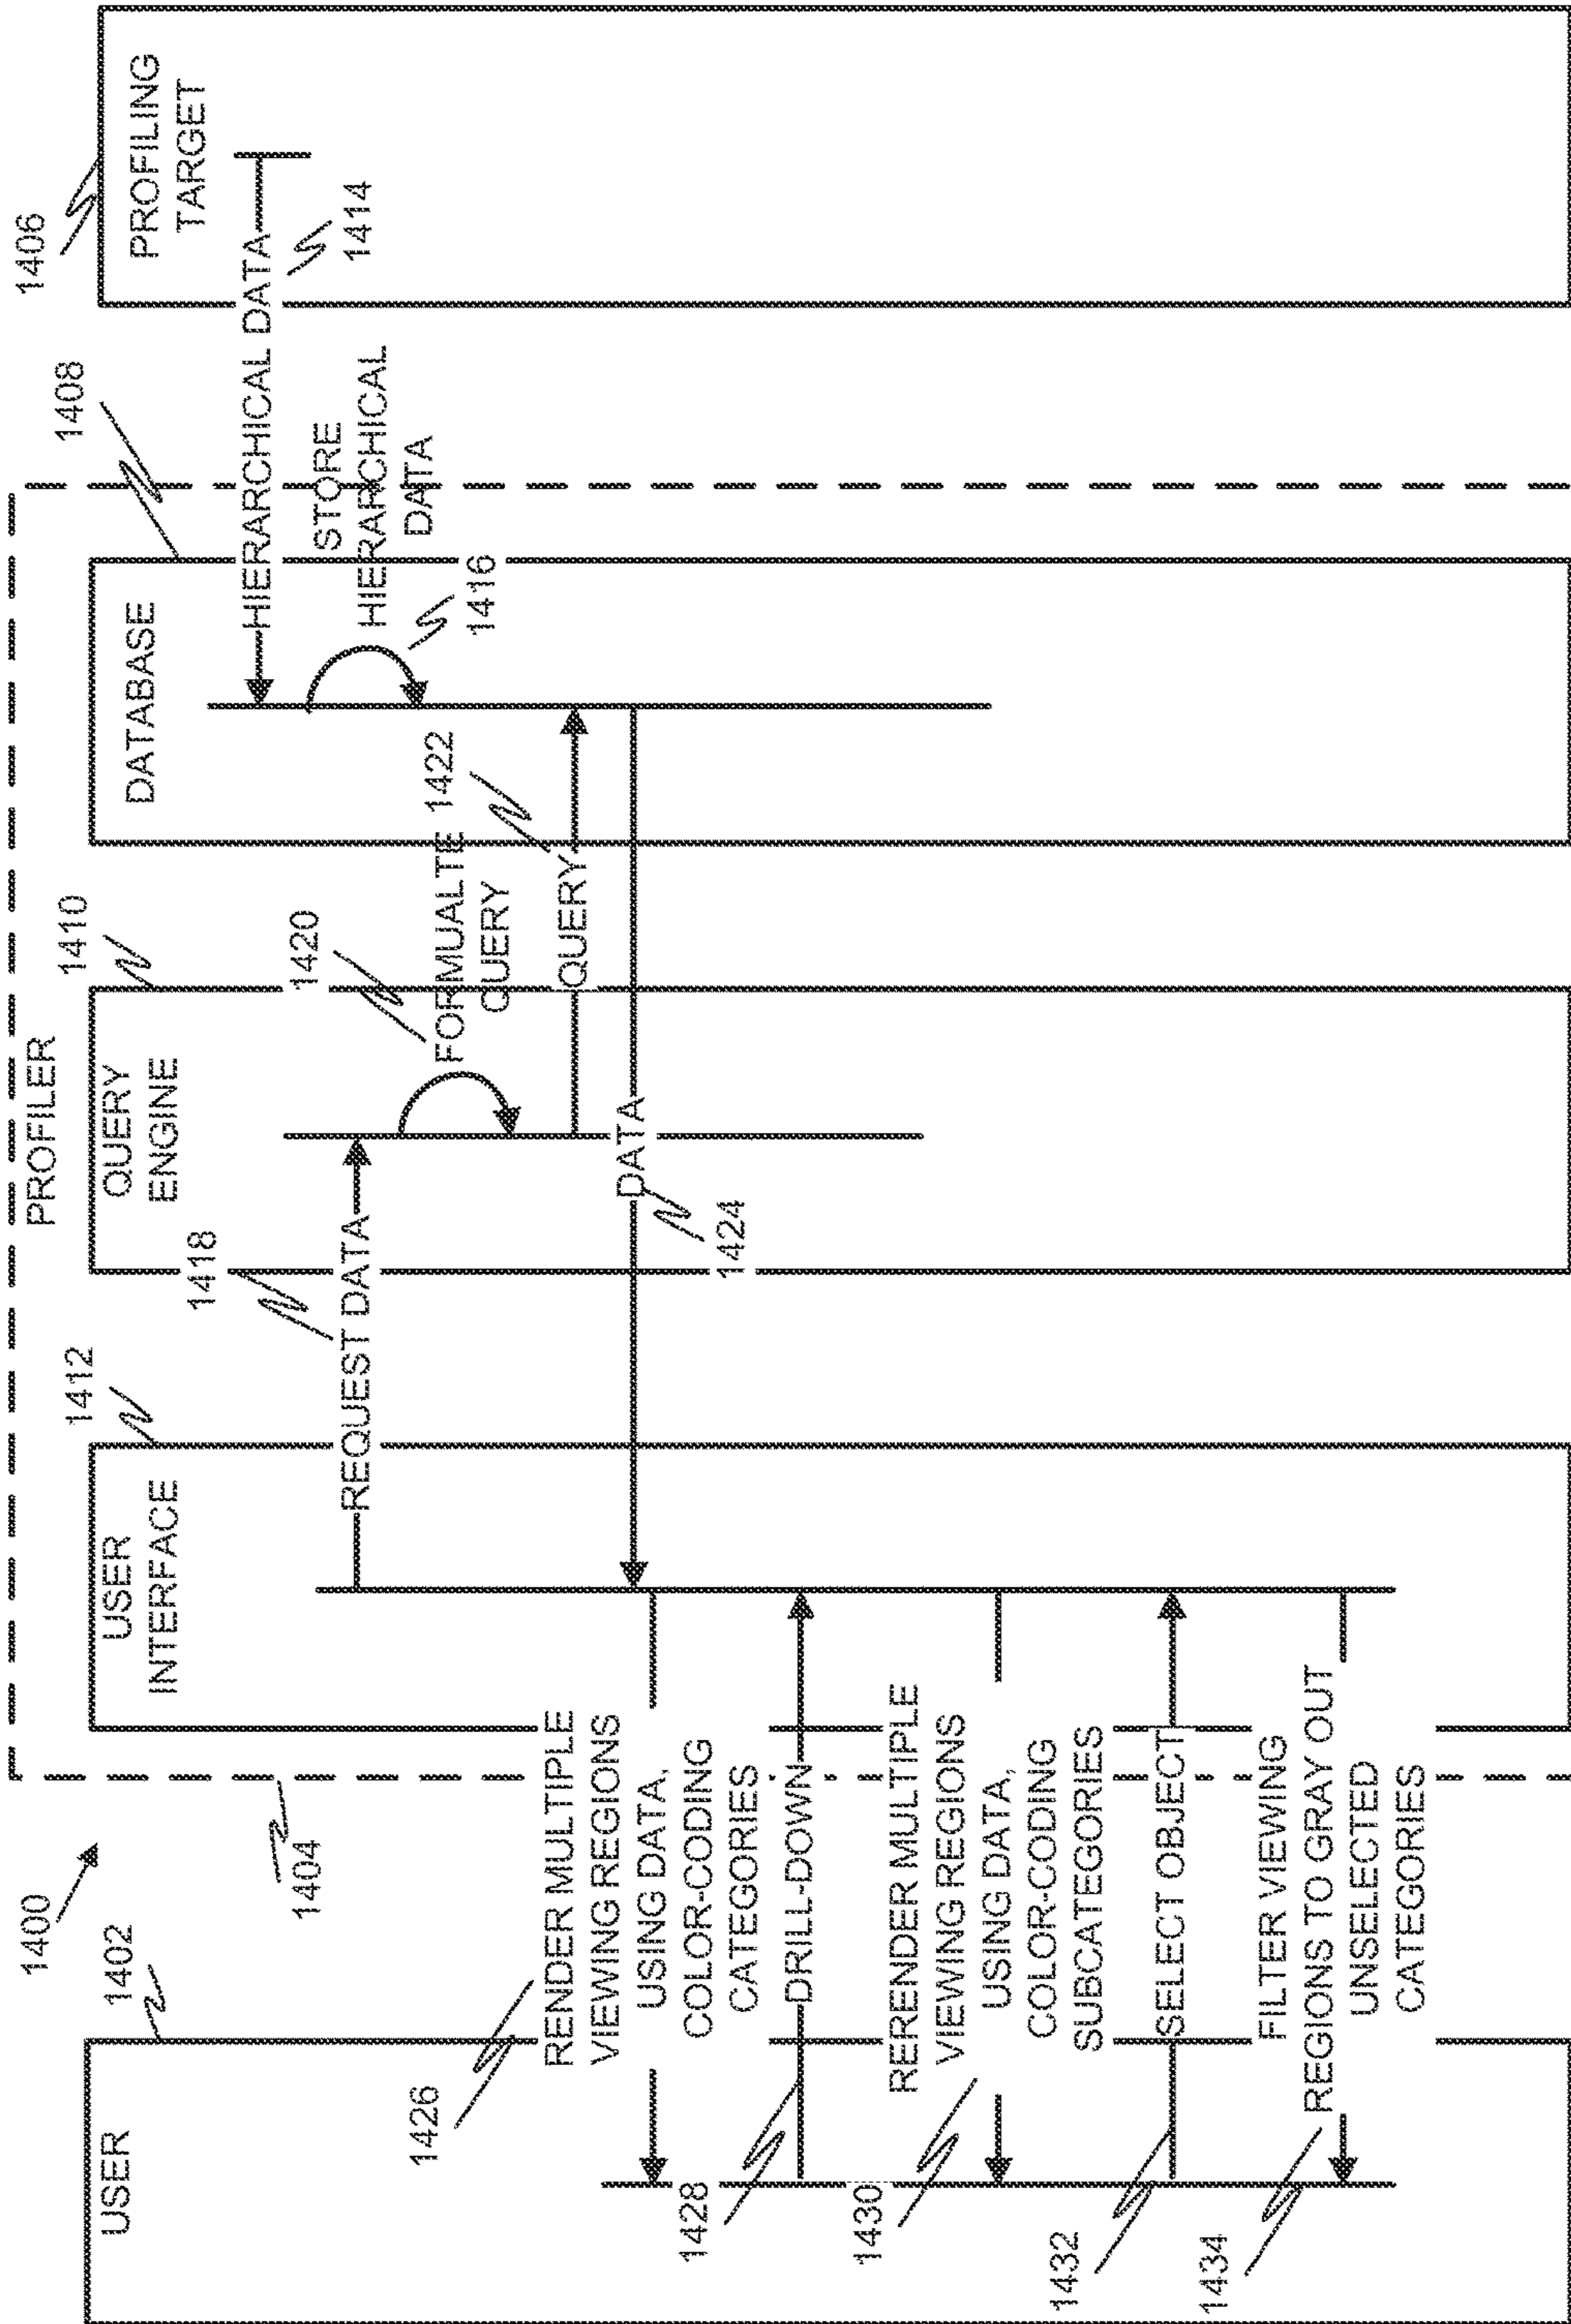 1400
PROFILER
1402
1404
1412
1410
1408
1406
USER
USER
INTERFACE
QUERY
ENGINE
DATABASE
PROFILING
TARGET
HIERARCHICAL DATA
1414
STORE
HIERARCHICAL
DATA
1416
1418
REQUEST DATA
1420
FORMUALTE
QUERY
1422
QUERY
DATA
1424
1426
RENDER MULTIPLE
VIEWING REGIONS
USING DATA,
COLOR-CODING
CATEGORIES
1428
DRILL-DOWN
1430
RERENDER MULTIPLE
VIEWING REGIONS
USING DATA,
COLOR-CODING
SUBCATEGORIES
1432
SELECT OBJECT
1434
FILTER VIEWING
REGIONS TO GRAY OUT
UNSELECTED
CATEGORIES